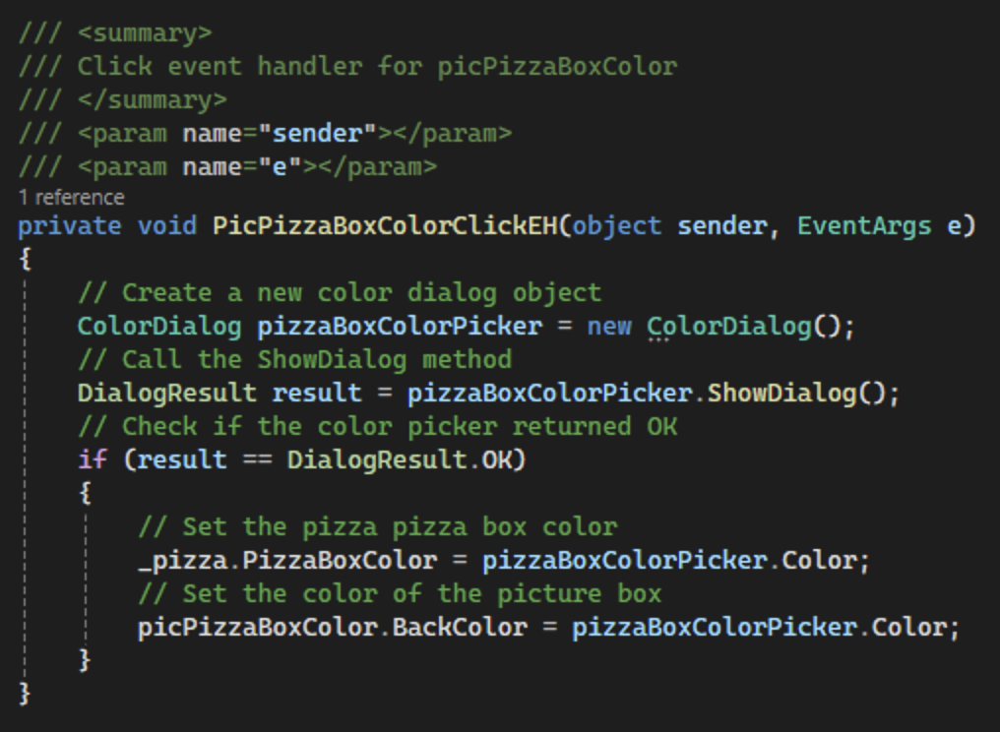 /// <summary>
/// Click event handler for picPizzaBoxColor
/// </summary>
/// <param name="sender"></param>
/// <param name="e"></param>
1 reference
private void PicPizzaBoxColorClickEH(object sender, EventArgs e)
{
    // Create a new color dialog object
    ColorDialog pizzaBoxColorPicker = new ColorDialog();
    // Call the ShowDialog method
    DialogResult result = pizzaBoxColorPicker.ShowDialog();
    // Check if the color picker returned OK
    if (result == DialogResult.OK)
    {
        // Set the pizza pizza box color
        _pizza.PizzaBoxColor = pizzaBoxColorPicker.Color;
        // Set the color of the picture box
        picPizzaBoxColor.BackColor = pizzaBoxColorPicker.Color;
    }
}